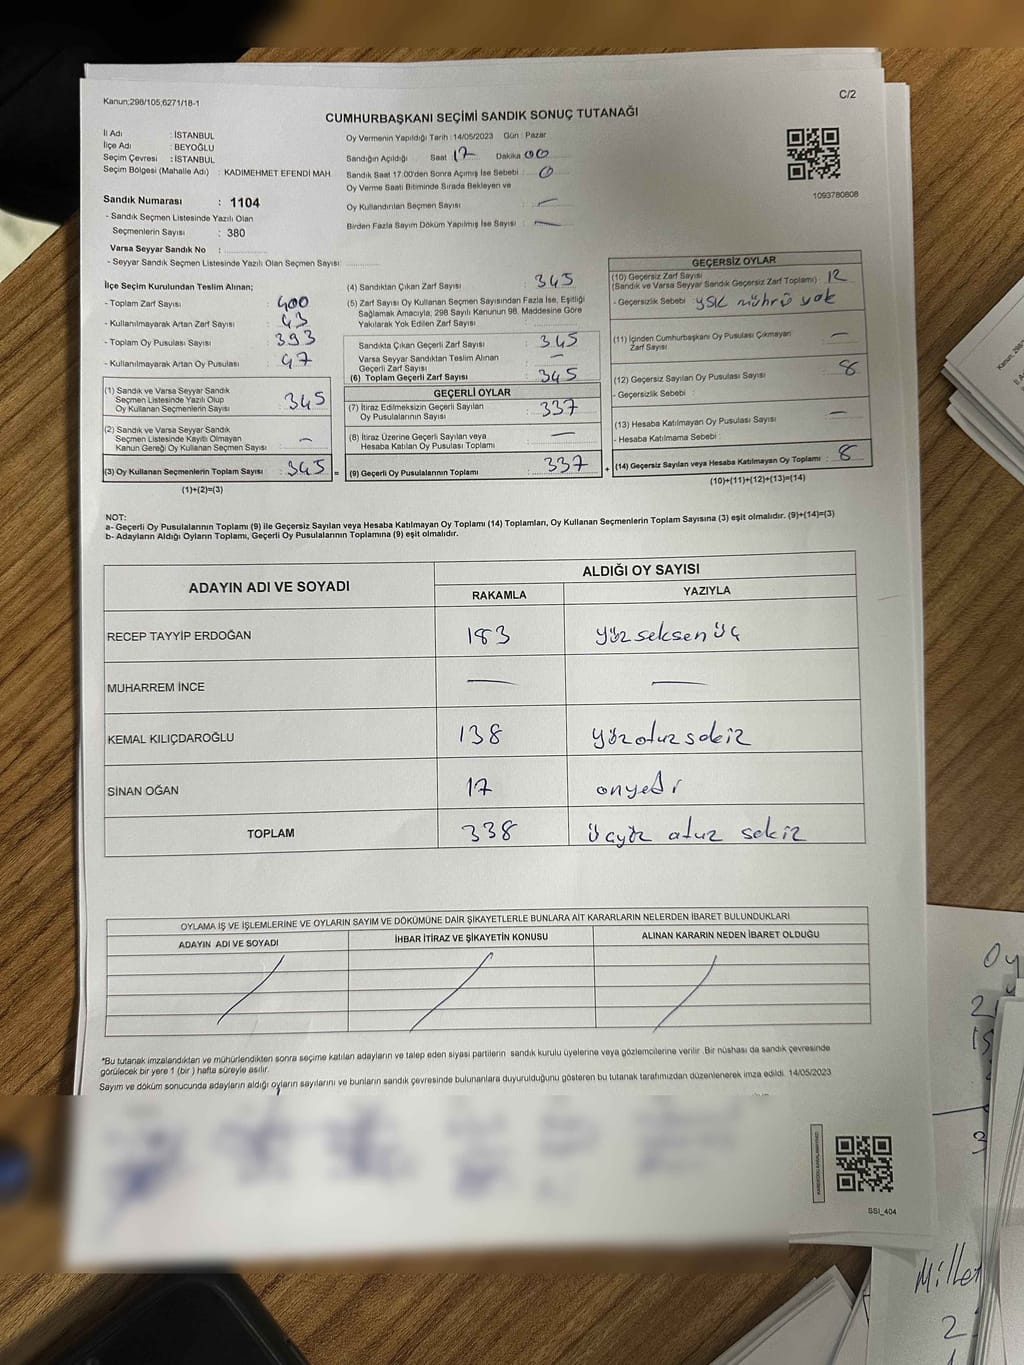 Kanun;298/105,6271/18-1
C/2
CUMHURBAŞKANI SEÇİMİ SANDIK SONUÇ TUTANAĞI
İl Adı : İSTANBUL
İlçe Adı : BEYOĞLU
Seçim Çevresi : İSTANBUL
Seçim Bölgesi (Mahalle Adı) : KADIMEHMET EFENDİ MAH.
Sandık Numarası : 1104
- Sandık Seçmen Listesinde Yazılı Olan
Seçmenlerin Sayısı : 380
Varsa Seyyar Sandık No :
- Seyyar Sandık Seçmen Listesinde Yazılı Olan Seçmen Sayısı:
Oy Vermenin Yapıldığı Tarih :14/05/2023 Gün : Pazar
Sandığın Açıldığı Saat 17 Dakika 00
Sandık Saat 17:00'den Sonra Açımış İse Sebebi : 0
Oy Verme Saati Bitiminde Sırada Bekleyen ve
Oy Kullandırılan Seçmen Sayısı : —
Birden Fazla Sayım Döküm Yapılmış İse Sayısı : —
1093780808
İlçe Seçim Kurulundan Teslim Alınan;
- Toplam Zarf Sayısı : 400
- Kullanılmayarak Artan Zarf Sayısı : 43
- Toplam Oy Pusulası Sayısı : 393
- Kullanılmayarak Artan Oy Pusulası : 47
(1) Sandık ve Varsa Seyyar Sandık
Seçmen Listesinde Yazılı Olup
Oy Kullanan Seçmenlerin Sayısı : 345
(2) Sandık ve Varsa Seyyar Sandık
Seçmen Listesinde Kayıtlı Olmayan
Kanun Gereği Oy Kullanan Seçmen Sayısı : —
(3) Oy Kullanan Seçmenlerin Toplam Sayısı : 345 =
(1)+(2)=(3)
(4) Sandıktan Çıkan Zarf Sayısı : 345
(5) Zarf Sayısı Oy Kullanan Seçmen Sayısından Fazla İse, Eşitliği
Sağlamak Amacıyla; 298 Sayılı Kanunun 98. Maddesine Göre
Yakılarak Yok Edilen Zarf Sayısı :
Sandıkta Çıkan Geçerli Zarf Sayısı : 345
Varsa Seyyar Sandıktan Teslim Alınan
Geçerli Zarf Sayısı : —
(6) Toplam Geçerli Zarf Sayısı : 345
GEÇERLİ OYLAR
(7) İtiraz Edilmeksizin Geçerli Sayılan
Oy Pusulalarının Sayısı : 337
(8) İtiraz Üzerine Geçerli Sayılan veya
Hesaba Katılan Oy Pusulası Toplamı : —
(9) Geçerli Oy Pusulalarının Toplamı : 337 +
GEÇERSİZ OYLAR
(10) Geçersiz Zarf Sayısı
(Sandık ve Varsa Seyyar Sandık Geçersiz Zarf Toplamı) : 12
- Geçersizlik Sebebi : YSK mührü yok
(11) İçinden Cumhurbaşkanı Oy Pusulası Çıkmayan
Zarf Sayısı : —
(12) Geçersiz Sayılan Oy Pusulası Sayısı : 8
- Geçersizlik Sebebi :
(13) Hesaba Katılmayan Oy Pusulası Sayısı : —
- Hesaba Katılmama Sebebi :
(14) Geçersiz Sayılan veya Hesaba Katılmayan Oy Toplamı : 8
(10)+(11)+(12)+(13)=(14)
NOT:
a- Geçerli Oy Pusulalarının Toplamı (9) ile Geçersiz Sayılan veya Hesaba Katılmayan Oy Toplamı (14) Toplamları, Oy Kullanan Seçmenlerin Toplam Sayısına (3) eşit olmalıdır. (9)+(14)=(3)
b- Adayların Aldığı Oyların Toplamı, Geçerli Oy Pusulalarının Toplamına (9) eşit olmalıdır.
ADAYIN ADI VE SOYADI
ALDIĞI OY SAYISI
RAKAMLA YAZIYLA
RECEP TAYYİP ERDOĞAN 183 yüz seksen üç
MUHARREM İNCE — —
KEMAL KILIÇDAROĞLU 138 yüzotuz sekiz
SİNAN OĞAN 17 onyedi
TOPLAM 338 üçyüz otuz sekiz
OYLAMA İŞ VE İŞLEMLERİNE VE OYLARIN SAYIM VE DÖKÜMÜNE DAİR ŞİKAYETLERLE BUNLARA AİT KARARLARIN NELERDEN İBARET BULUNDUKLARI
ADAYIN ADI VE SOYADI İHBAR İTİRAZ VE ŞİKAYETİN KONUSU ALINAN KARARIN NEDEN İBARET OLDUĞU
*Bu tutanak imzalandıktan ve mühürlendikten sonra seçime katılan adayların ve talep eden siyasi partilerin sandık kurulu üyelerine veya gözlemcilerine verilir. Bir nüshası da sandık çevresinde
görülecek bir yere 1 (bir ) hafta süreyle asılır.
Sayım ve döküm sonucunda adayların aldığı oyların sayılarını ve bunların sandık çevresinde bulunanlara duyurulduğunu gösteren bu tutanak tarafımızdan düzenlenerek imza edildi. 14/05/2023
SSI_404
Oy
Millet
2